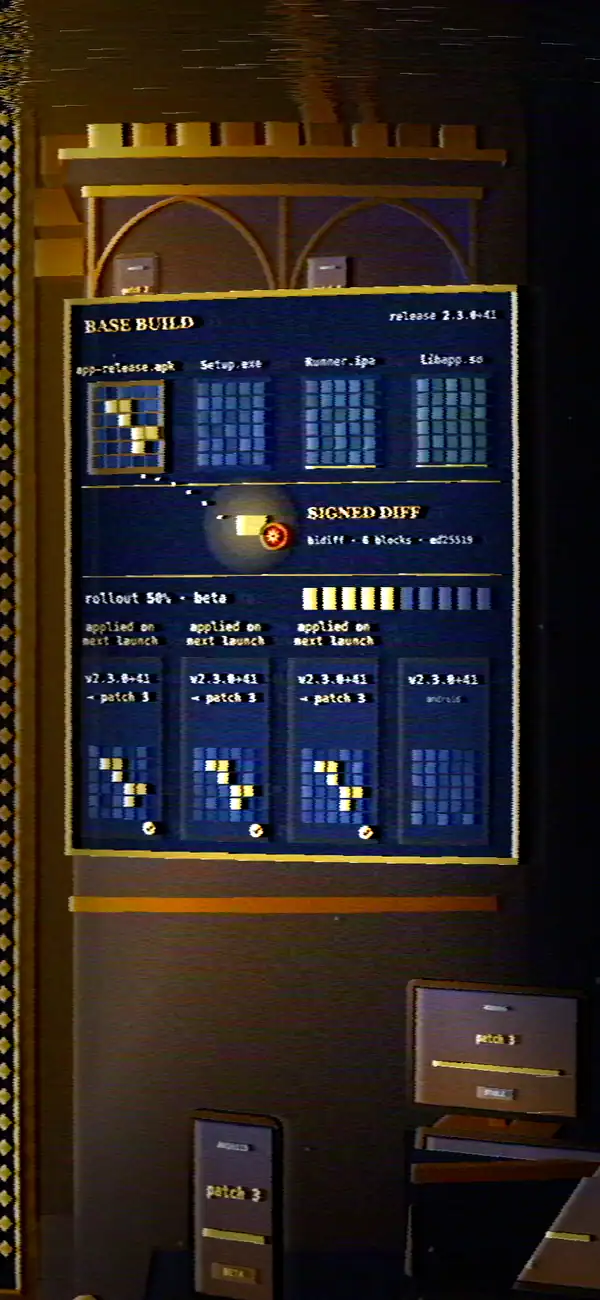 BASE BUILD
release 2.3.0+41
app-release.apk
Setup.exe
Runner.ipa
libapp.so
SIGNED DIFF
bidiff · 6 blocks · ed25519
rollout 50% · beta
applied on
next launch
applied on
next launch
applied on
next launch
v2.3.0+41
→ patch 3
v2.3.0+41
→ patch 3
v2.3.0+41
→ patch 3
v2.3.0+41
android
patch 3
ANDROID
patch 3
BETA